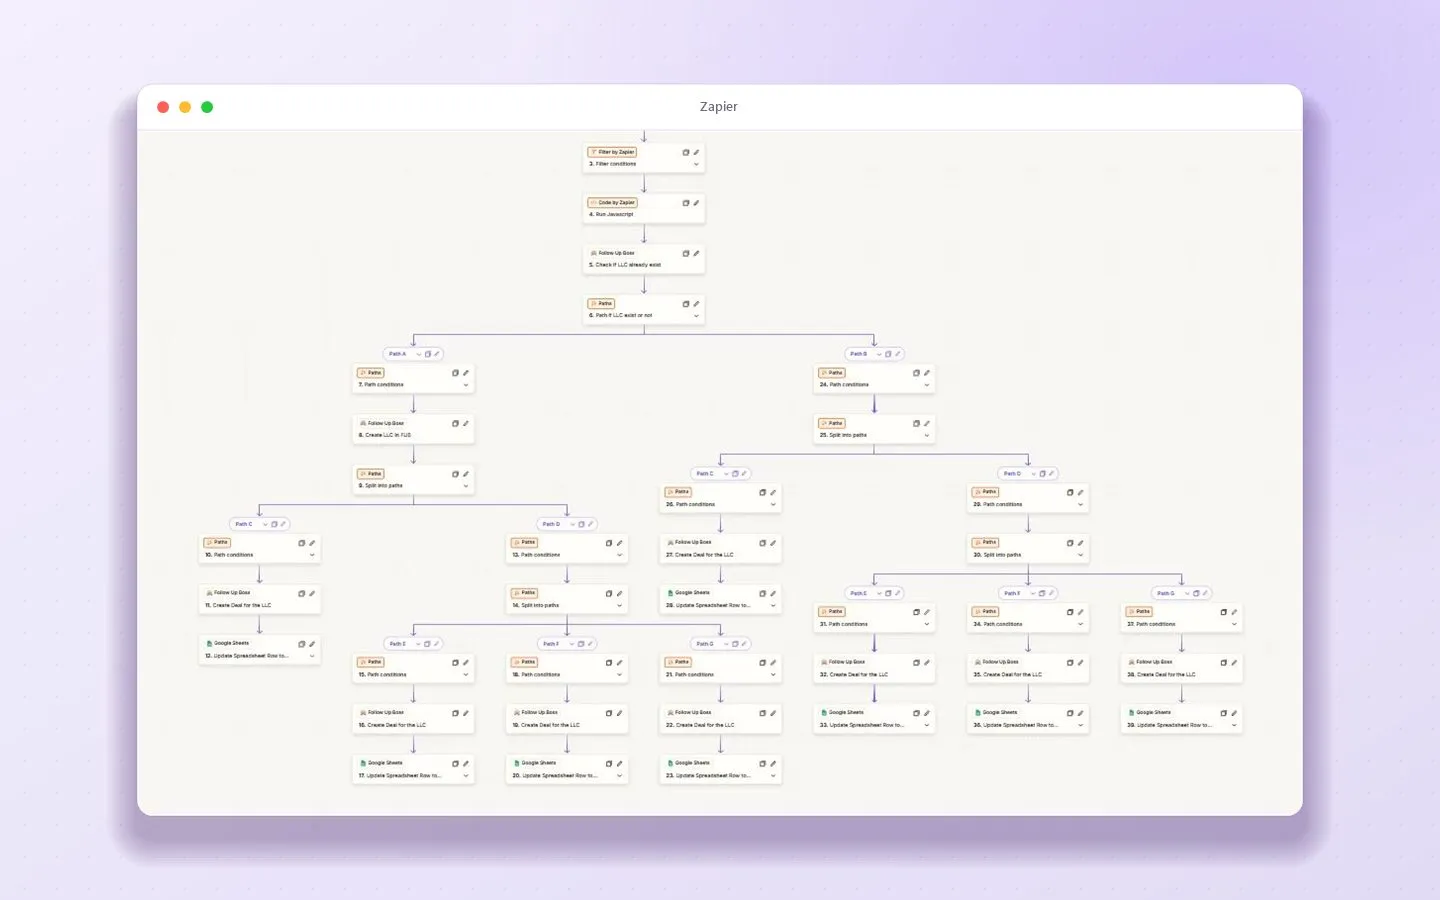 Zapier
Filter by Zapier
3. Filter conditions
Code by Zapier
4. Run Javascript
Follow Up Boss
5. Check if LLC already exist
Paths
6. Path if LLC exist or not
Path A
Paths
7. Path conditions
Follow Up Boss
8. Create LLC in FUB
Paths
9. Split into paths
Path B
Paths
24. Path conditions
Paths
25. Split into paths
Path C
Paths
10. Path conditions
Follow Up Boss
11. Create Deal for the LLC
Google Sheets
12. Update Spreadsheet Row to...
Path D
Paths
13. Path conditions
Paths
14. Split into paths
Path E
Paths
15. Path conditions
Follow Up Boss
16. Create Deal for the LLC
Google Sheets
17. Update Spreadsheet Row to...
Path F
Paths
18. Path conditions
Follow Up Boss
19. Create Deal for the LLC
Google Sheets
20. Update Spreadsheet Row to...
Path G
Paths
21. Path conditions
Follow Up Boss
22. Create Deal for the LLC
Google Sheets
23. Update Spreadsheet Row to...
Path C
Paths
26. Path conditions
Follow Up Boss
27. Create Deal for the LLC
Google Sheets
28. Update Spreadsheet Row to...
Path D
Paths
29. Path conditions
Paths
30. Split into paths
Path E
Paths
31. Path conditions
Follow Up Boss
32. Create Deal for the LLC
Google Sheets
33. Update Spreadsheet Row to...
Path F
Paths
34. Path conditions
Follow Up Boss
35. Create Deal for the LLC
Google Sheets
36. Update Spreadsheet Row to...
Path G
Paths
37. Path conditions
Follow Up Boss
38. Create Deal for the LLC
Google Sheets
39. Update Spreadsheet Row to...